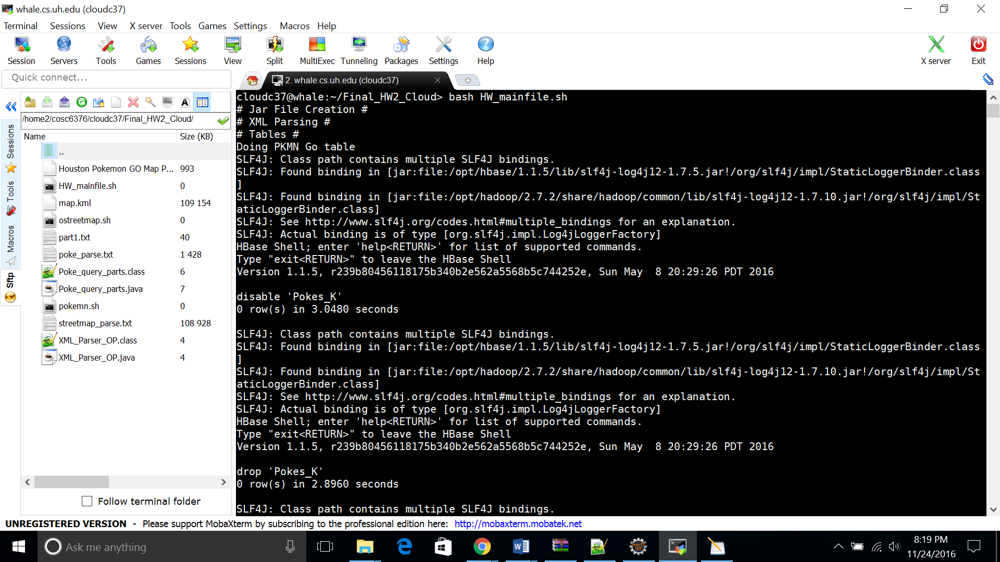 whale.cs.uh.edu (cloudc37)
Terminal Sessions View X server Tools Games Settings Macros Help
Session Servers Tools Games Sessions View Split MultiExec Tunneling Packages Settings Help X server Exit
Quick connect...
2. whale.cs.uh.edu (cloudc37)
/home2/cosc6376/cloudc37/Final_HW2_Cloud/
Name Size (KB)
..
Houston Pokemon GO Map P... 993
HW_mainfile.sh 0
map.kml 109 154
ostreetmap.sh 0
part1.txt 40
poke_parse.txt 1 428
Poke_query_parts.class 6
Poke_query_parts.java 7
pokemn.sh 0
streetmap_parse.txt 108 928
XML_Parser_OP.class 4
XML_Parser_OP.java 4
Follow terminal folder
Sessions
Tools
Macros
Sftp
cloudc37@whale:~/Final_HW2_Cloud> bash HW_mainfile.sh
# Jar File Creation #
# XML Parsing #
# Tables #
Doing PKMN Go table
SLF4J: Class path contains multiple SLF4J bindings.
SLF4J: Found binding in [jar:file:/opt/hbase/1.1.5/lib/slf4j-log4j12-1.7.5.jar!/org/slf4j/impl/StaticLoggerBinder.class
]
SLF4J: Found binding in [jar:file:/opt/hadoop/2.7.2/share/hadoop/common/lib/slf4j-log4j12-1.7.10.jar!/org/slf4j/impl/St
aticLoggerBinder.class]
SLF4J: See http://www.slf4j.org/codes.html#multiple_bindings for an explanation.
SLF4J: Actual binding is of type [org.slf4j.impl.Log4jLoggerFactory]
HBase Shell; enter 'help<RETURN>' for list of supported commands.
Type "exit<RETURN>" to leave the HBase Shell
Version 1.1.5, r239b80456118175b340b2e562a5568b5c744252e, Sun May  8 20:29:26 PDT 2016
disable 'Pokes_K'
0 row(s) in 3.0480 seconds
SLF4J: Class path contains multiple SLF4J bindings.
SLF4J: Found binding in [jar:file:/opt/hbase/1.1.5/lib/slf4j-log4j12-1.7.5.jar!/org/slf4j/impl/StaticLoggerBinder.class
]
SLF4J: Found binding in [jar:file:/opt/hadoop/2.7.2/share/hadoop/common/lib/slf4j-log4j12-1.7.10.jar!/org/slf4j/impl/St
aticLoggerBinder.class]
SLF4J: See http://www.slf4j.org/codes.html#multiple_bindings for an explanation.
SLF4J: Actual binding is of type [org.slf4j.impl.Log4jLoggerFactory]
HBase Shell; enter 'help<RETURN>' for list of supported commands.
Type "exit<RETURN>" to leave the HBase Shell
Version 1.1.5, r239b80456118175b340b2e562a5568b5c744252e, Sun May  8 20:29:26 PDT 2016
drop 'Pokes_K'
0 row(s) in 2.8960 seconds
SLF4J: Class path contains multiple SLF4J bindings.
UNREGISTERED VERSION - Please support MobaXterm by subscribing to the professional edition here: http://mobaxterm.mobatek.net
Ask me anything
8:19 PM
11/24/2016